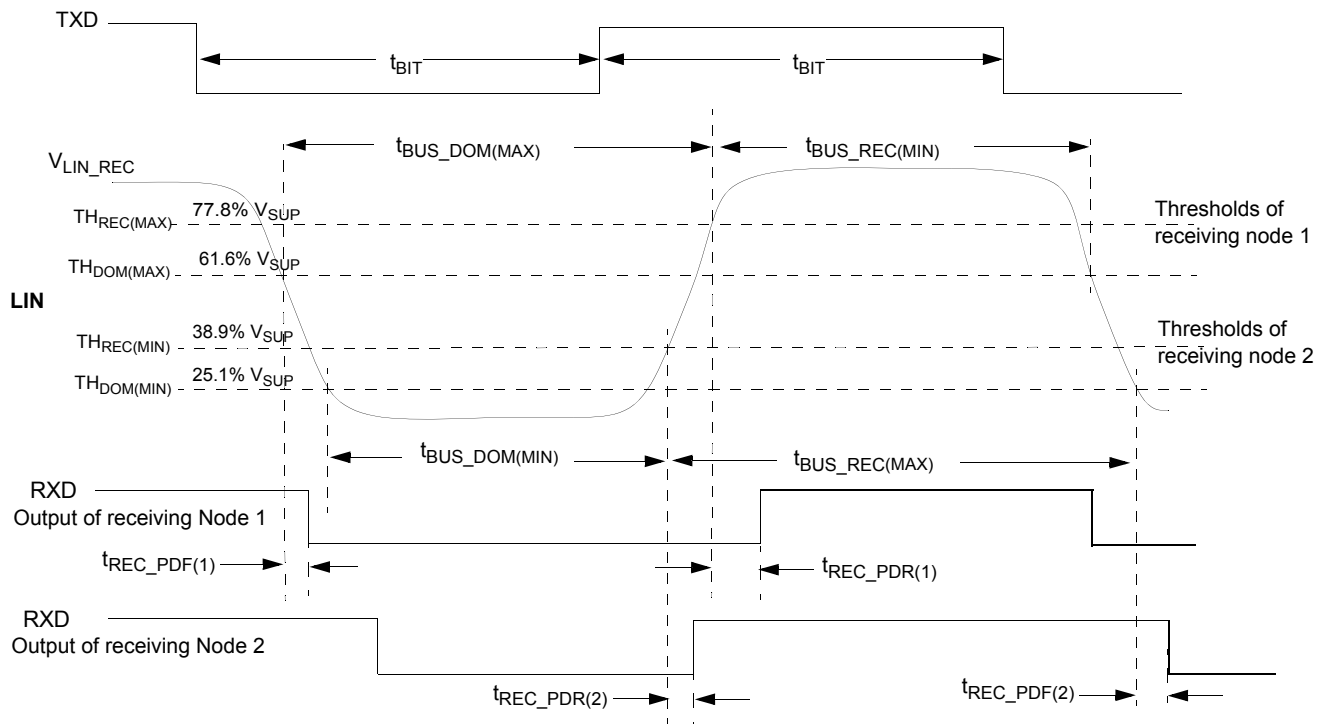 TXD
tBIT tBIT
tBUS_DOM(MAX) tBUS_REC(MIN)
VLIN_REC
THREC(MAX) 77.8% VSUP
Thresholds of
receiving node 1
THDOM(MAX) 61.6% VSUP
LIN
THREC(MIN) 38.9% VSUP
Thresholds of
receiving node 2
THDOM(MIN) 25.1% VSUP
tBUS_DOM(MIN) tBUS_REC(MAX)
RXD
Output of receiving Node 1
tREC_PDF(1) tREC_PDR(1)
RXD
Output of receiving Node 2
tREC_PDR(2) tREC_PDF(2)